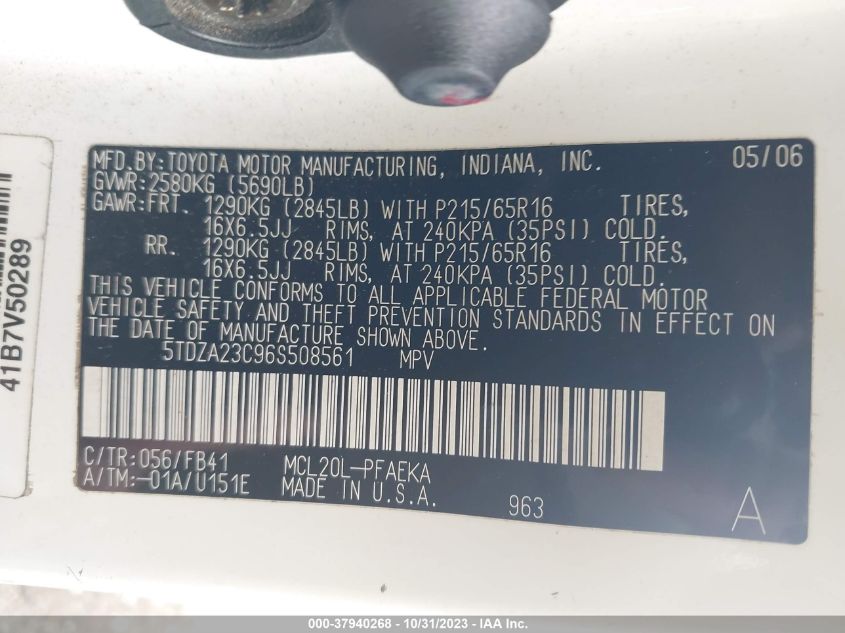 MFD.BY:TOYOTA MOTOR MANUFACTURING, INDIANA, INC. 05/06
GVWR:2580KG (5690LB)
GAWR:FRT. 1290KG (2845LB) WITH P215/65R16 TIRES,
16X6.5JJ RIMS, AT 240KPA (35PSI) COLD.
RR. 1290KG (2845LB) WITH P215/65R16 TIRES,
16X6.5JJ RIMS, AT 240KPA (35PSI) COLD.
THIS VEHICLE CONFORMS TO ALL APPLICABLE FEDERAL MOTOR
VEHICLE SAFETY AND THEFT PREVENTION STANDARDS IN EFFECT ON
THE DATE OF MANUFACTURE SHOWN ABOVE.
5TDZA23C96S508561 MPV
C/TR:056/FB41 MCL20L-PFAEKA
A/TM:-01A/U151E MADE IN U.S.A. 963 A
41B7V50289
000-37940268 - 10/31/2023 - © IAA Inc.